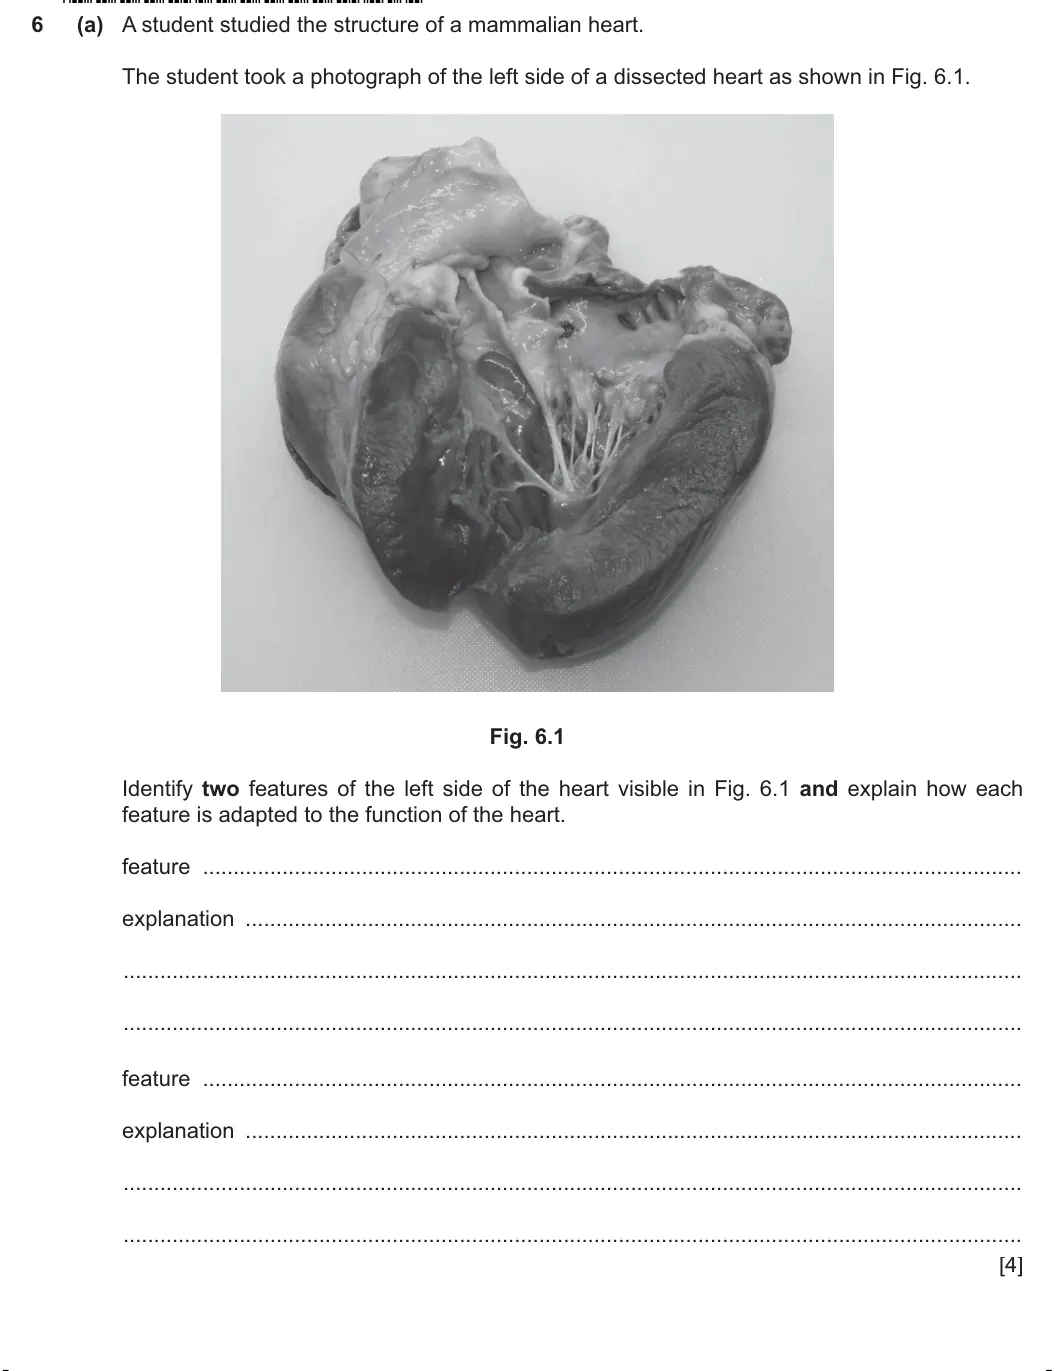 6 (a) A student studied the structure of a mammalian heart.
The student took a photograph of the left side of a dissected heart as shown in Fig. 6.1.
Fig. 6.1
Identify two features of the left side of the heart visible in Fig. 6.1 and explain how each
feature is adapted to the function of the heart.
feature ......................................................................................................................................
explanation ...............................................................................................................................
...................................................................................................................................................
...................................................................................................................................................
feature ......................................................................................................................................
explanation ...............................................................................................................................
...................................................................................................................................................
...................................................................................................................................................
[4]